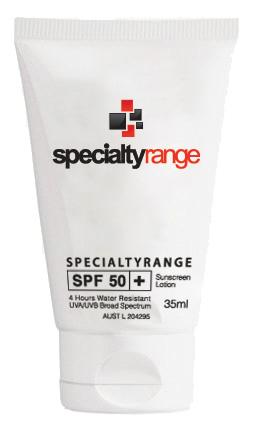 specialtyrange
SPECIALTYRANGE
SPF 50 +
Sunscreen
Lotion
4 Hours Water Resistant
UVA/UVB Broad Spectrum
35ml
AUST L 204295